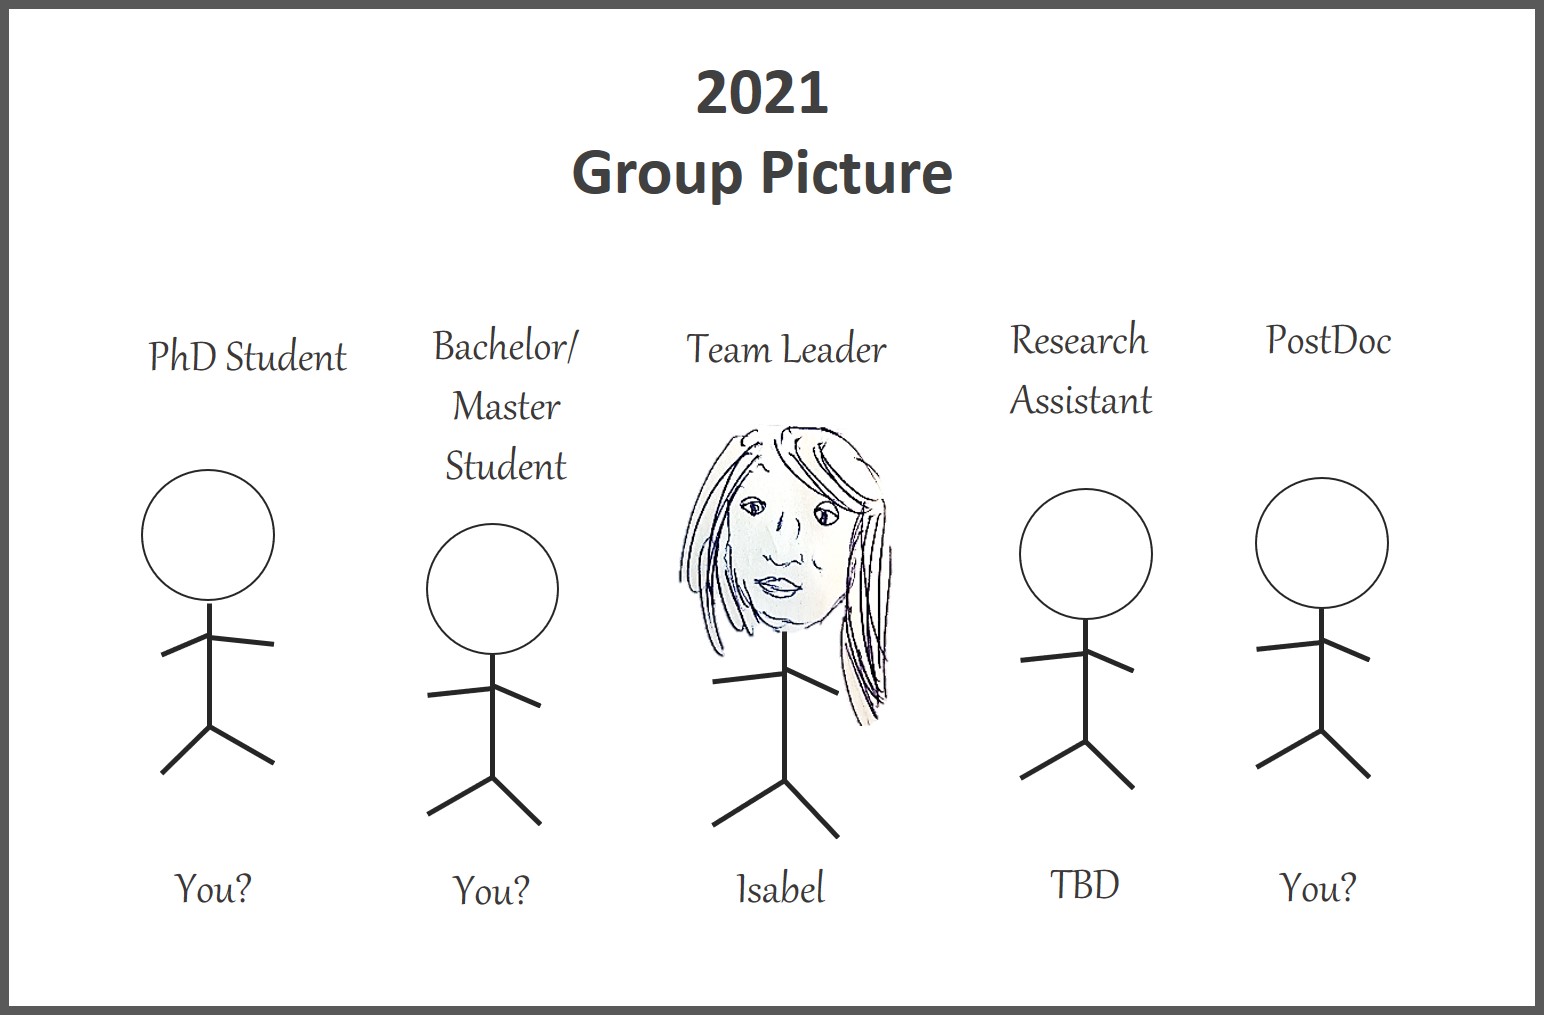 2021
Group Picture
PhD Student
Bachelor/
Master
Student
Team Leader
Research
Assistant
PostDoc
You?
You?
Isabel
TBD
You?